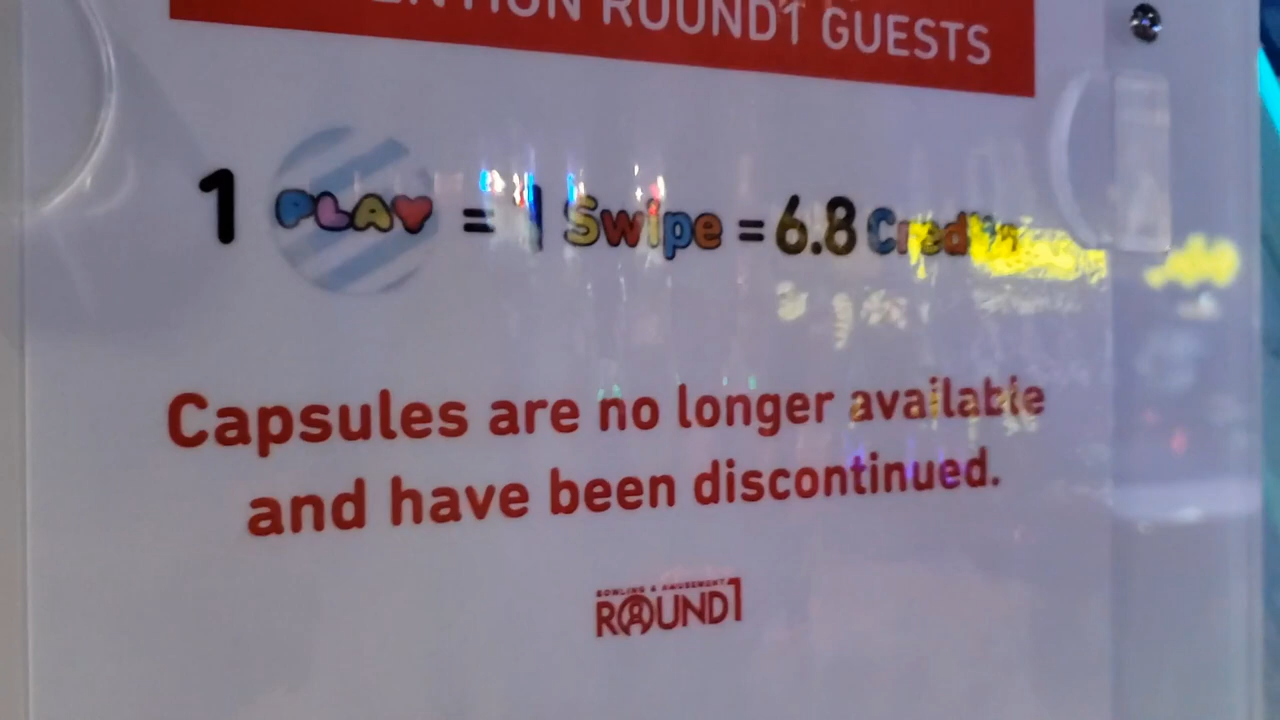 ENTION ROUND1 GUESTS
1 PLAY = 1 Swipe = 6.8 Credits
Capsules are no longer available
and have been discontinued.
BOWLING & AMUSEMENT
ROUND1